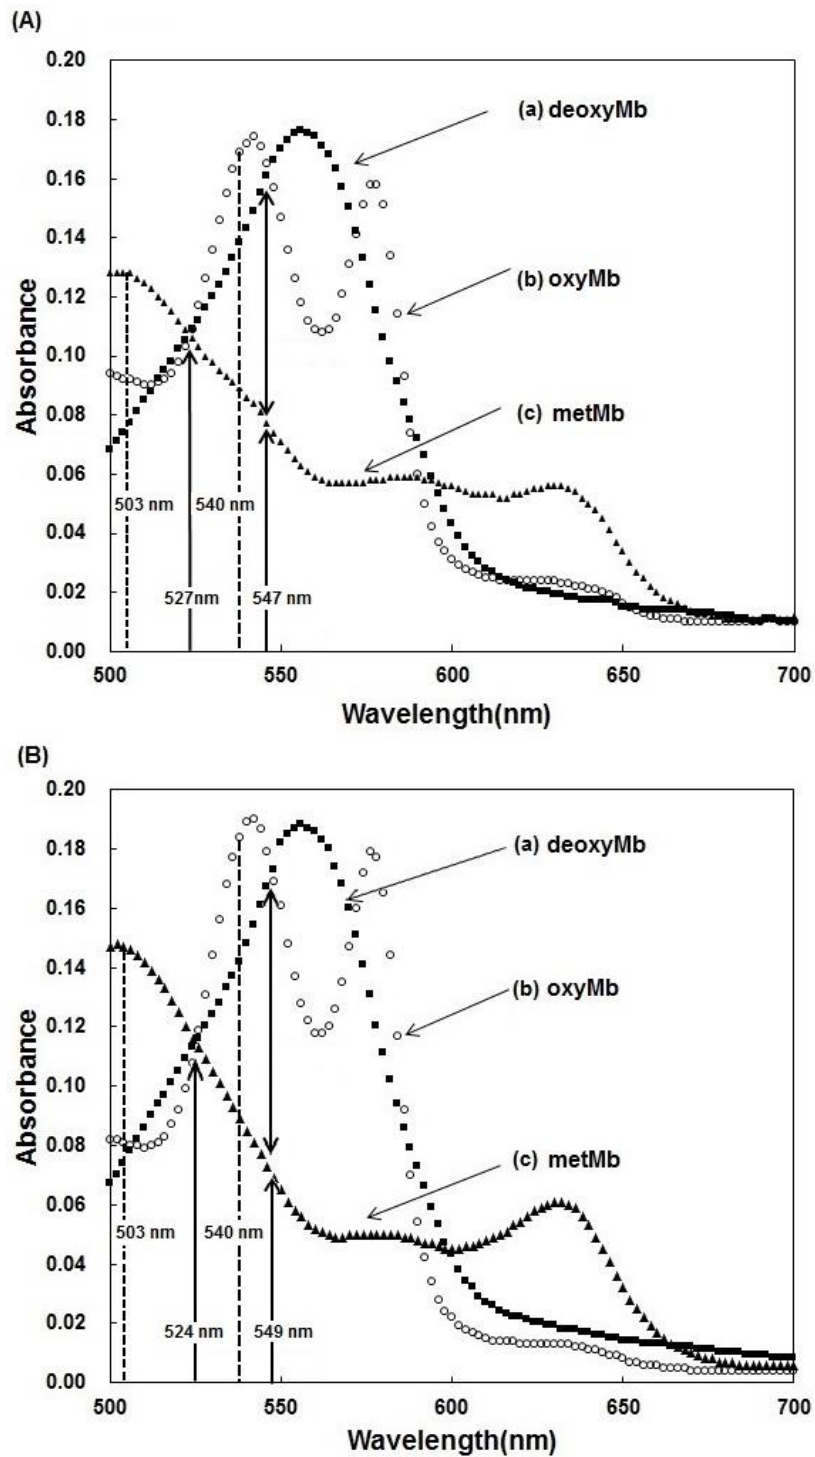 (A)
0.20
0.18
0.16
0.14
0.12
0.10
0.08
0.06
0.04
0.02
0.00
Absorbance
(a) deoxyMb
(b) oxyMb
(c) metMb
503 nm
540 nm
527nm
547 nm
500
550
600
650
700
Wavelength(nm)
(B)
0.20
0.18
0.16
0.14
0.12
0.10
0.08
0.06
0.04
0.02
0.00
Absorbance
(a) deoxyMb
(b) oxyMb
(c) metMb
503 nm
540 nm
524 nm
549 nm
500
550
600
650
700
Wavelength(nm)